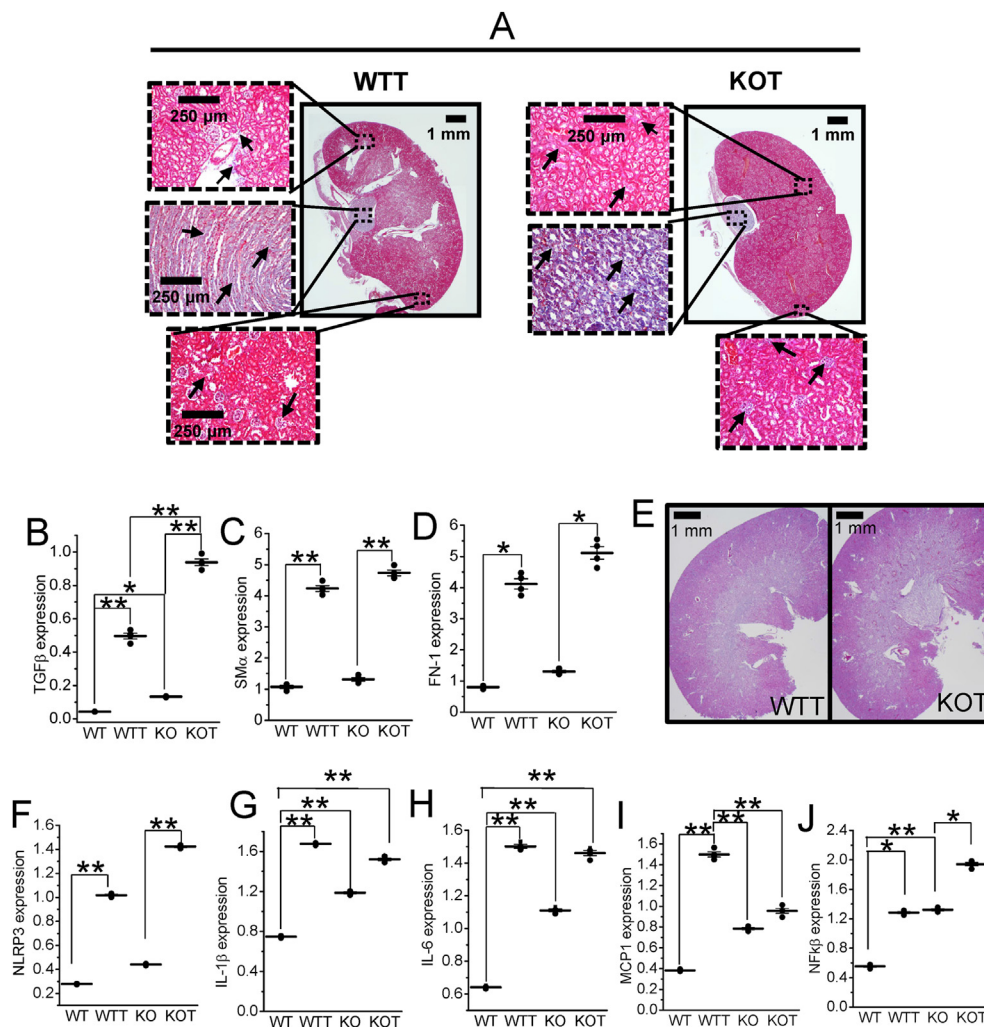 A
WTT
KOT
250 µm
1 mm
250 µm
1 mm
250 µm
250 µm
B
TGFβ expression
1.0
0.8
0.6
0.4
0.2
0.0
**
**
*
**
WT WTT KO KOT
C
SMα expression
6
5
4
3
2
1
0
**
**
WT WTT KO KOT
D
FN-1 expression
6
5
4
3
2
1
0
*
*
WT WTT KO KOT
E
1 mm
1 mm
WTT
KOT
F
NLRP3 expression
1.6
1.4
1.2
1.0
0.8
0.6
0.4
0.2
**
**
WT WTT KO KOT
G
IL-1β expression
2.0
1.6
1.2
0.8
0.4
0.0
**
**
**
WT WTT KO KOT
H
IL-6 expression
1.8
1.6
1.4
1.2
1.0
0.8
0.6
**
**
**
WT WTT KO KOT
I
MCP1 expression
1.6
1.4
1.2
1.0
0.8
0.6
0.4
0.2
0.0
**
**
**
WT WTT KO KOT
J
NFkβ expression
2.4
2.0
1.6
1.2
0.8
0.4
0.0
**
*
*
WT WTT KO KOT